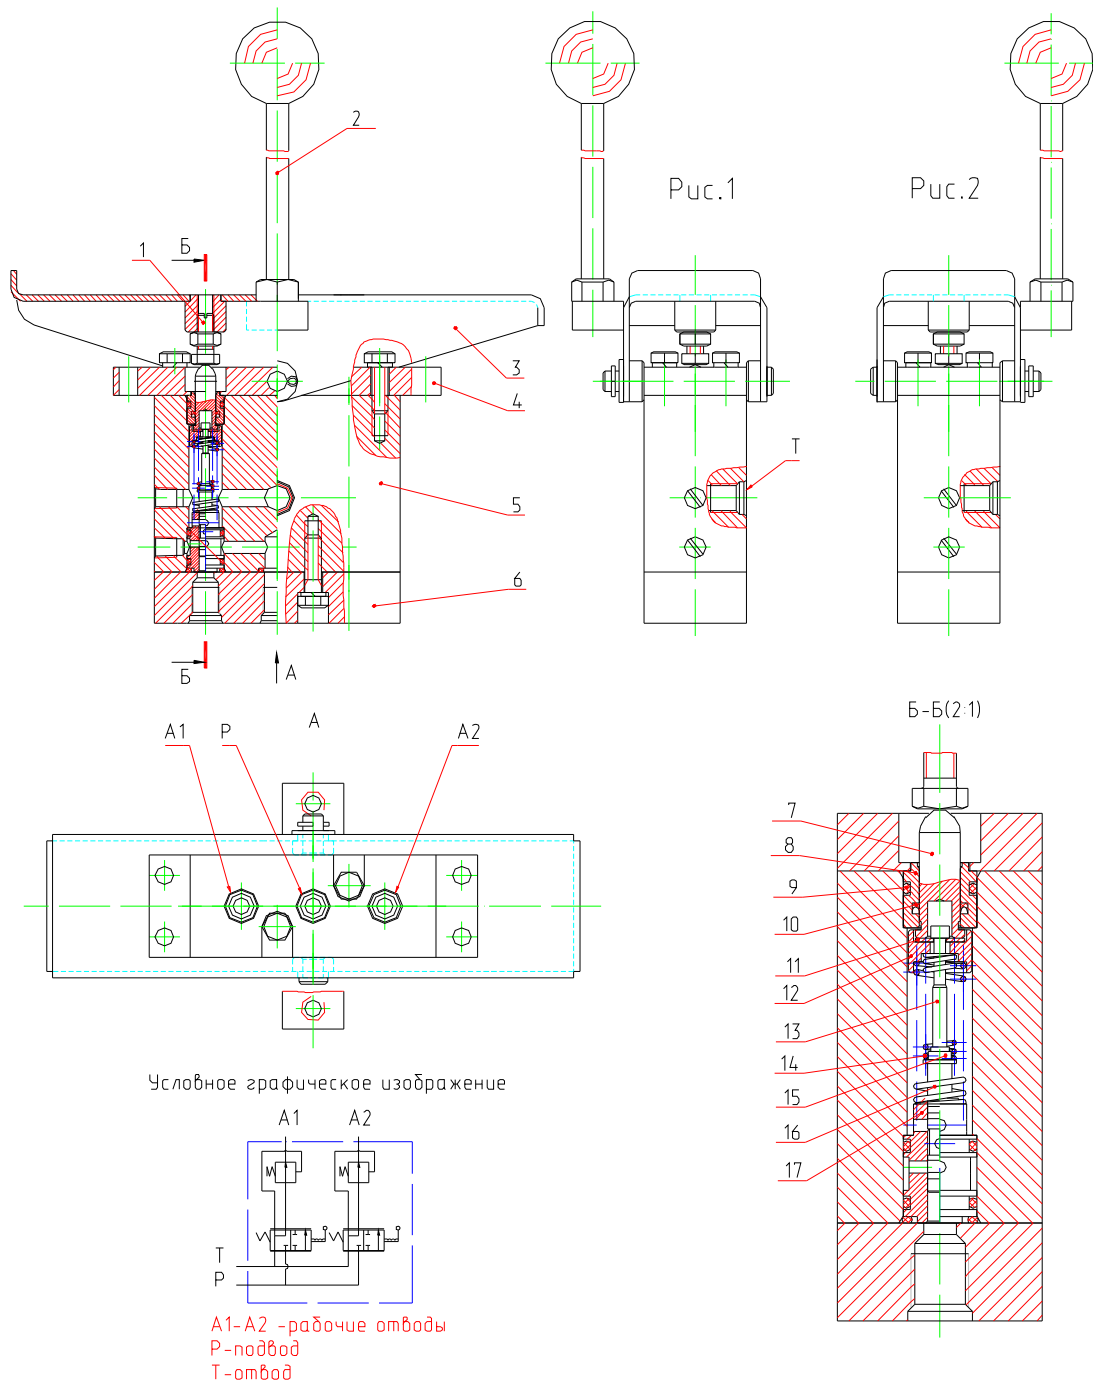 2
Рис.1
Рис.2
1
Б
3
4
Т
5
6
Б
А
А
А1
Р
А2
Б-Б(2:1)
7
8
9
10
11
12
13
14
15
16
17
Условное графическое изображение
А1
А2
Т
Р
А1-А2 -рабочие отводы
Р-подвод
Т-отвод